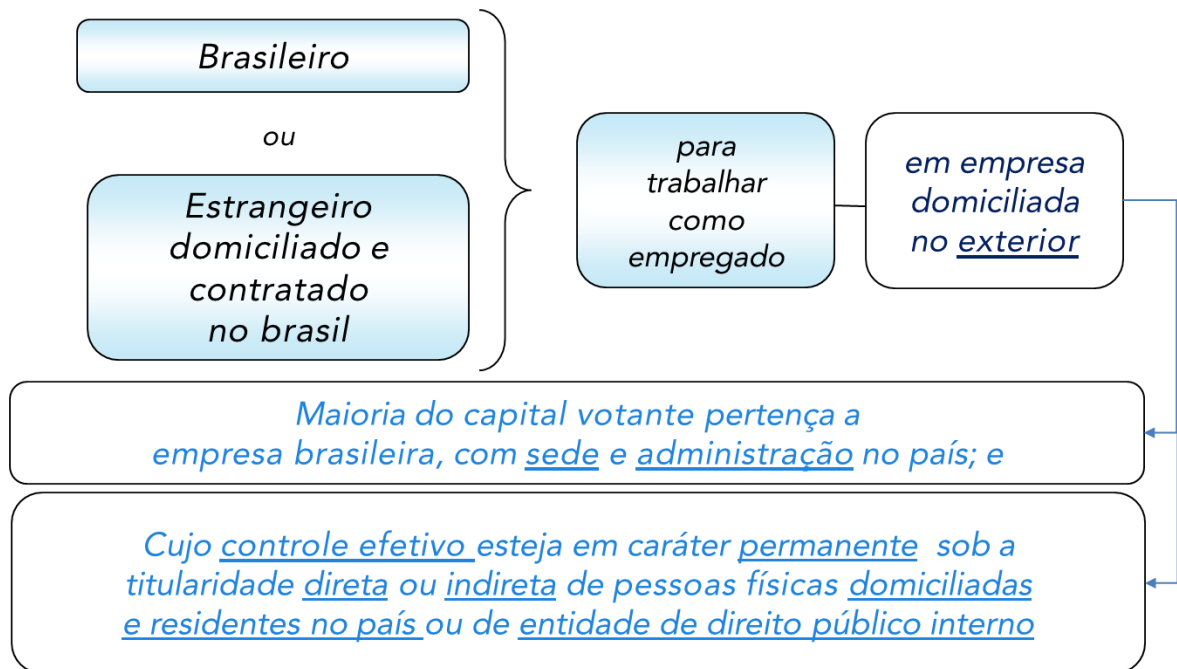 Brasileiro
ou
Estrangeiro
domiciliado e
contratado
no brasil
para
trabalhar
como
empregado
em empresa
domiciliada
no exterior
Maioria do capital votante pertença a
empresa brasileira, com sede e administração no país; e
Cujo controle efetivo esteja em caráter permanente sob a
titularidade direta ou indireta de pessoas físicas domiciliadas
e residentes no país ou de entidade de direito público interno